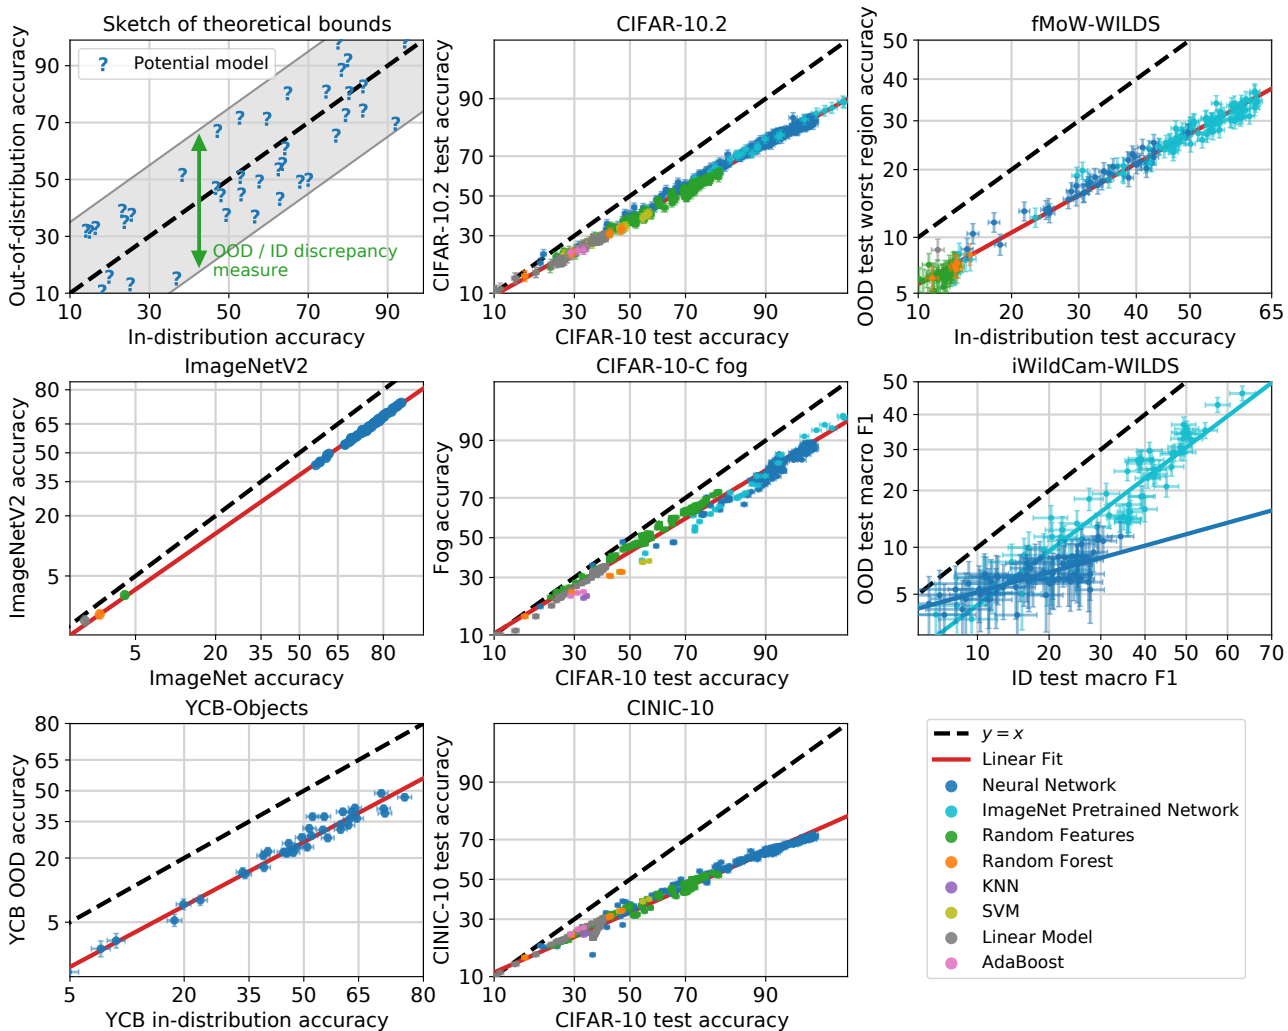 Sketch of theoretical bounds
Out-of-distribution accuracy
90
70
50
30
10
? Potential model
OOD / ID discrepancy
measure
10 30 50 70 90
In-distribution accuracy
CIFAR-10.2
CIFAR-10.2 test accuracy
90
70
50
30
10
10 30 50 70 90
CIFAR-10 test accuracy
fMoW-WILDS
OOD test worst region accuracy
50
40
30
20
10
5
10 20 30 40 50 65
In-distribution test accuracy
ImageNetV2
ImageNetV2 accuracy
80
65
50
35
20
5
5 20 35 50 65 80
ImageNet accuracy
CIFAR-10-C fog
Fog accuracy
90
70
50
30
10
10 30 50 70 90
CIFAR-10 test accuracy
iWildCam-WILDS
OOD test macro F1
50
40
30
20
10
5
10 20 30 40 50 60 70
ID test macro F1
YCB-Objects
YCB OOD accuracy
80
65
50
35
20
5
5 20 35 50 65 80
YCB in-distribution accuracy
CINIC-10
CINIC-10 test accuracy
90
70
50
30
10
10 30 50 70 90
CIFAR-10 test accuracy
y = x
Linear Fit
Neural Network
ImageNet Pretrained Network
Random Features
Random Forest
KNN
SVM
Linear Model
AdaBoost